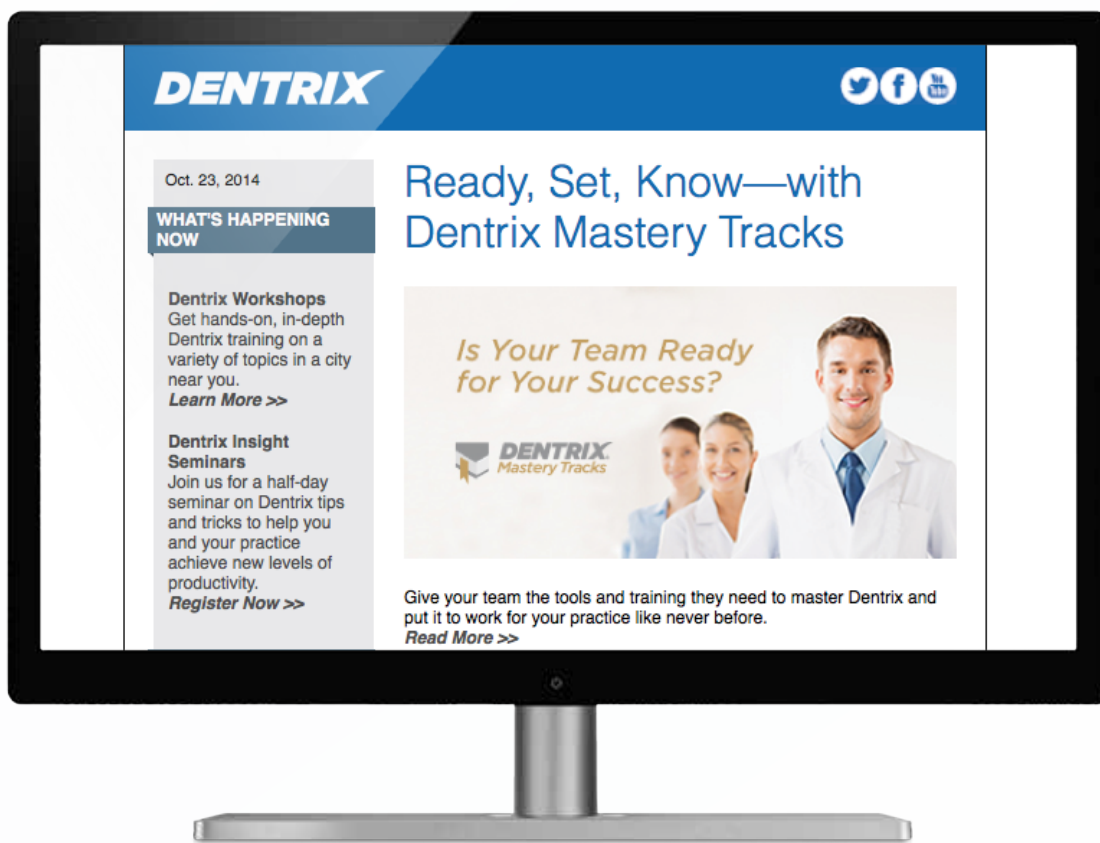 DENTRIX
You
Tube
Oct. 23, 2014
WHAT'S HAPPENING
NOW
Dentrix Workshops
Get hands-on, in-depth
Dentrix training on a
variety of topics in a city
near you.
Learn More >>
Dentrix Insight
Seminars
Join us for a half-day
seminar on Dentrix tips
and tricks to help you
and your practice
achieve new levels of
productivity.
Register Now >>
Ready, Set, Know—with
Dentrix Mastery Tracks
Is Your Team Ready
for Your Success?
DENTRIX
Mastery Tracks
Give your team the tools and training they need to master Dentrix and
put it to work for your practice like never before.
Read More >>